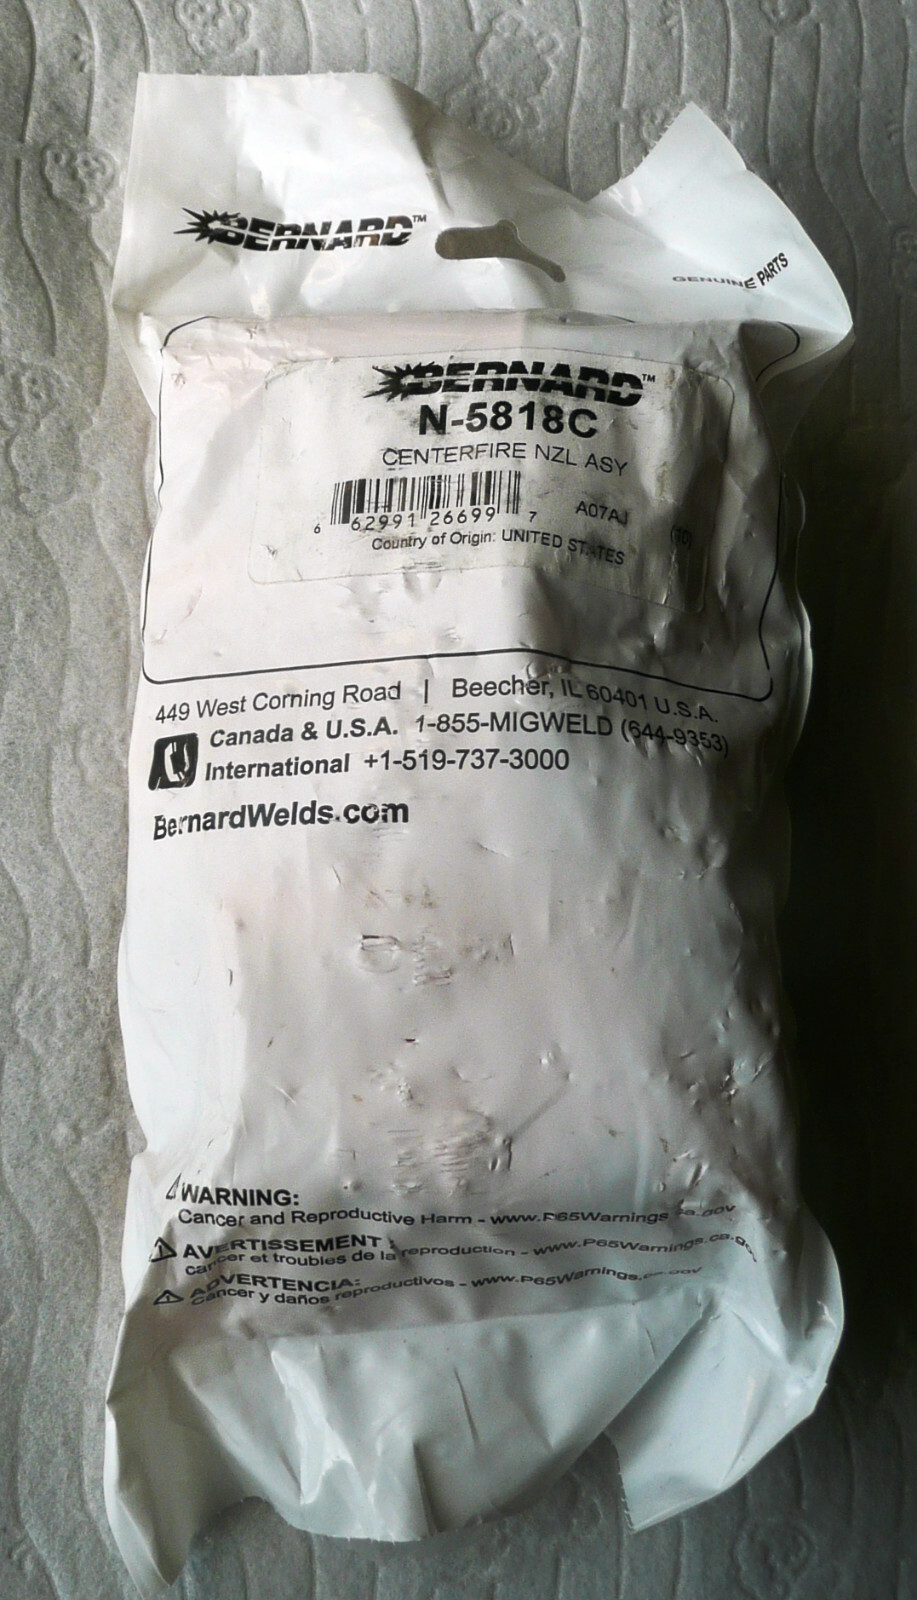 BERNARD™
GENUINE PARTS
BERNARD™
N-5818C
CENTERFIRE NZL ASY
6 62991 26699 7
A07AJ
(10)
Country of Origin: UNITED STATES
449 West Corning Road | Beecher, IL 60401 U.S.A.
Canada & U.S.A. 1-855-MIGWELD (644-9353)
International +1-519-737-3000
BernardWelds.com
⚠WARNING:
Cancer and Reproductive Harm - www.P65Warnings.ca.gov
⚠ AVERTISSEMENT :
cancer et troubles de la reproduction - www.P65Warnings.ca.gov
⚠ ADVERTENCIA:
Cancer y daños reproductivos - www.P65Warnings.ca.gov